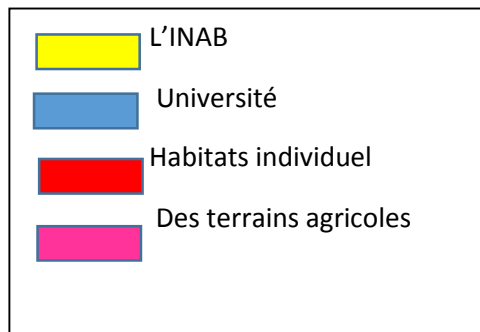 L’INAB
Université
Habitats individuel
Des terrains agricoles